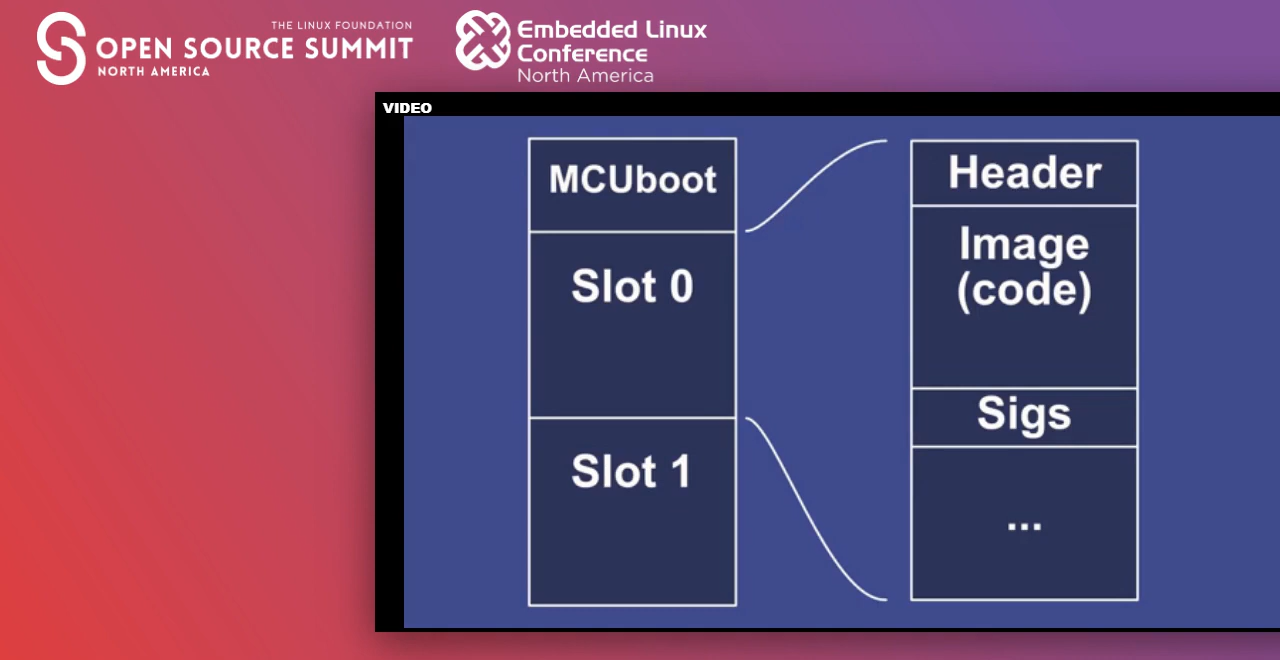 THE LINUX FOUNDATION
OPEN SOURCE SUMMIT
NORTH AMERICA
Embedded Linux
Conference
North America
VIDEO
MCUboot
Slot 0
Slot 1
Header
Image
(code)
Sigs
...